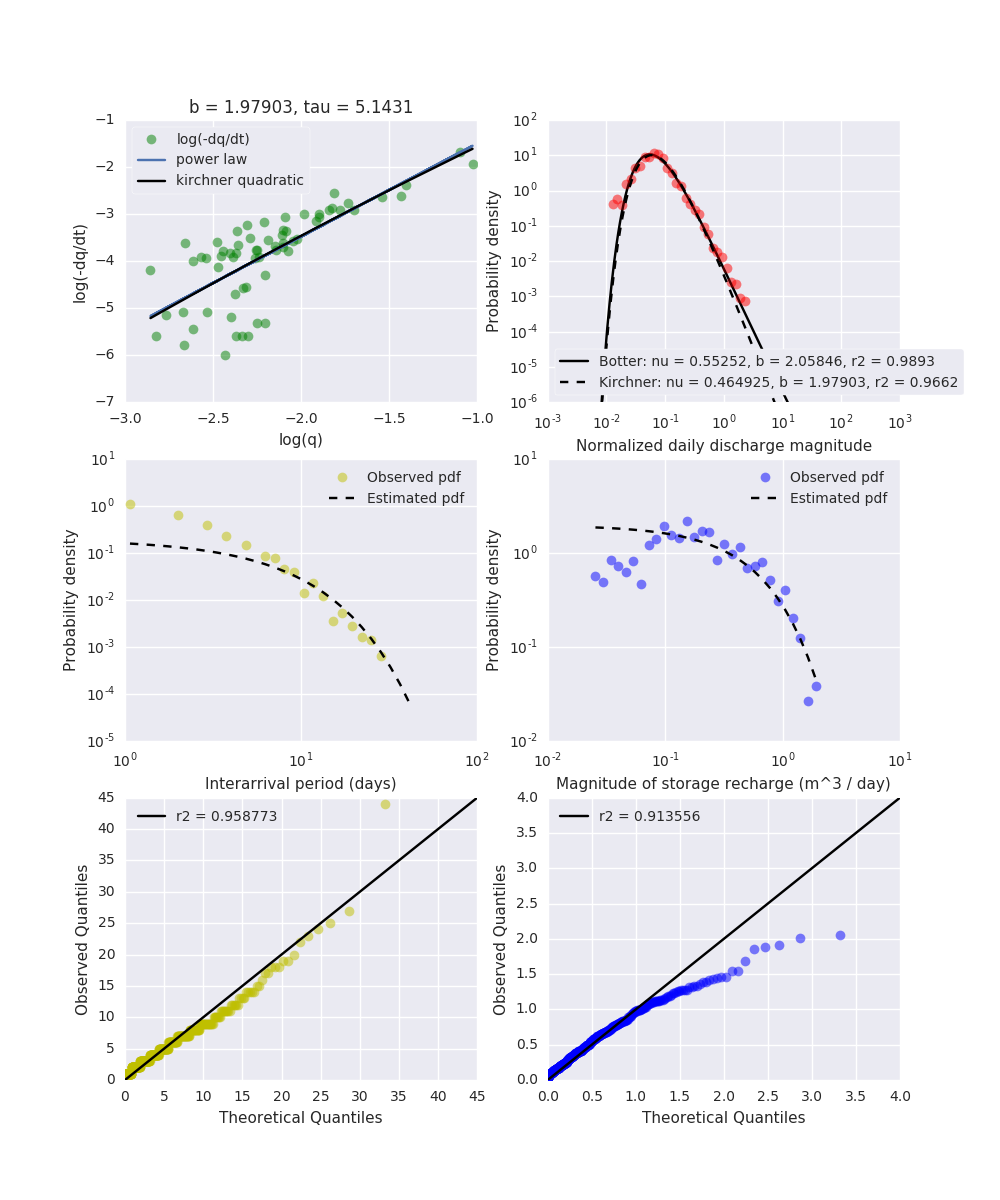 b = 1.97903, tau = 5.1431
−1
−2
−3
−4
−5
−6
−7
log(-dq/dt)
log(-dq/dt)
power law
kirchner quadratic
−3.0 −2.5 −2.0 −1.5 −1.0
log(q)
10^2
10^1
10^0
10^-1
10^-2
10^-3
10^-4
10^-5
10^-6
Probability density
Botter: nu = 0.55252, b = 2.05846, r2 = 0.9893
Kirchner: nu = 0.464925, b = 1.97903, r2 = 0.9662
10^-3 10^-2 10^-1 10^0 10^1 10^2 10^3
Normalized daily discharge magnitude
10^1
10^0
10^-1
10^-2
10^-3
10^-4
10^-5
Probability density
Observed pdf
Estimated pdf
10^0 10^1 10^2
Interarrival period (days)
10^1
10^0
10^-1
10^-2
Probability density
Observed pdf
Estimated pdf
10^-2 10^-1 10^0 10^1
Magnitude of storage recharge (m^3 / day)
45
40
35
30
25
20
15
10
5
0
Observed Quantiles
r2 = 0.958773
0 5 10 15 20 25 30 35 40 45
Theoretical Quantiles
4.0
3.5
3.0
2.5
2.0
1.5
1.0
0.5
0.0
Observed Quantiles
r2 = 0.913556
0.0 0.5 1.0 1.5 2.0 2.5 3.0 3.5 4.0
Theoretical Quantiles